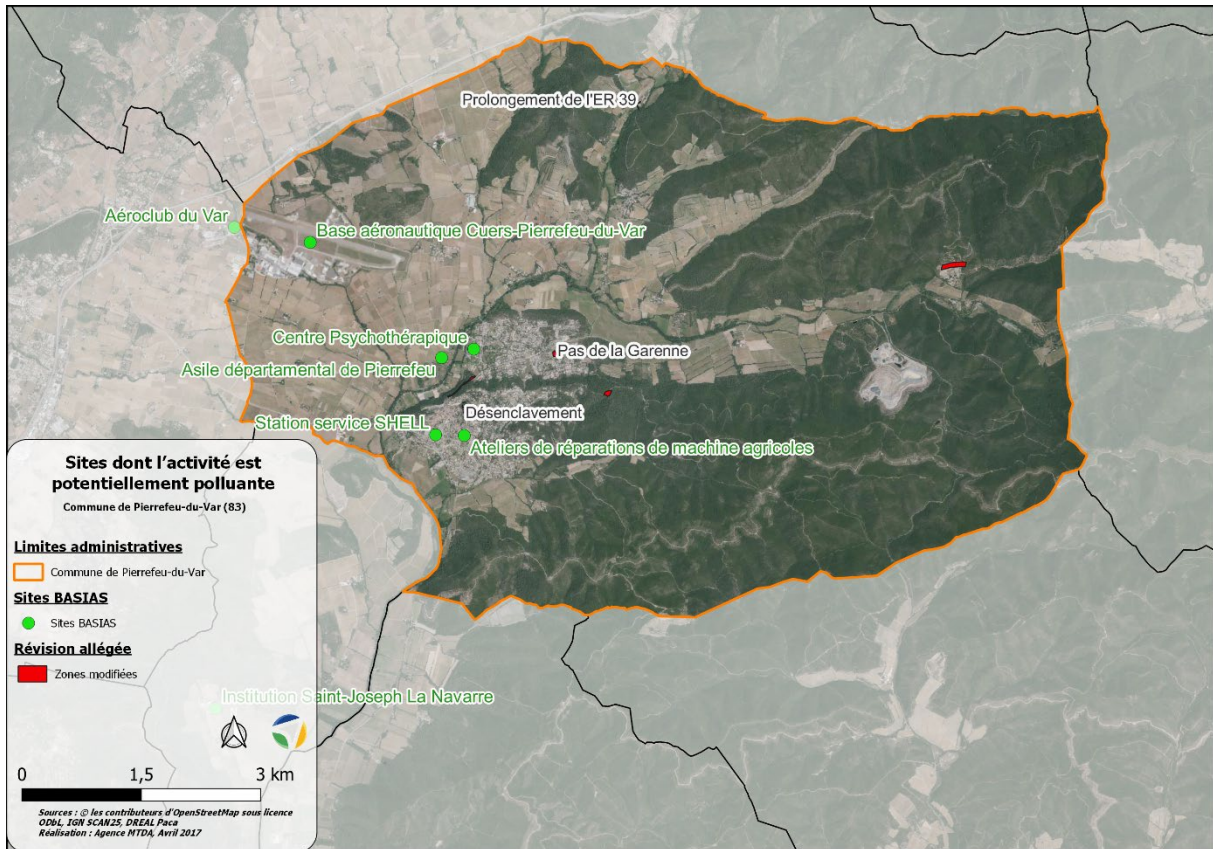 Prolongement de l'ER 39
Aéroclub du Var
Base aéronautique Cuers-Pierrefeu-du-Var
Centre Psychothérapique
Pas de la Garenne
Asile départamental de Pierrefeu
Désenclavement
Station service SHELL
Ateliers de réparations de machine agricoles
Sites dont l'activité est
potentiellement polluante
Commune de Pierrefeu-du-Var (83)
Limites administratives
Commune de Pierrefeu-du-Var
Sites BASIAS
Sites BASIAS
Révision allégée
Zones modifiées
Institution Saint-Joseph La Navarre
0 1,5 3 km
Sources : © les contributeurs d'OpenStreetMap sous licence
ODbL, IGN SCAN25, DREAL Paca
Réalisation : Agence MTDA, Avril 2017